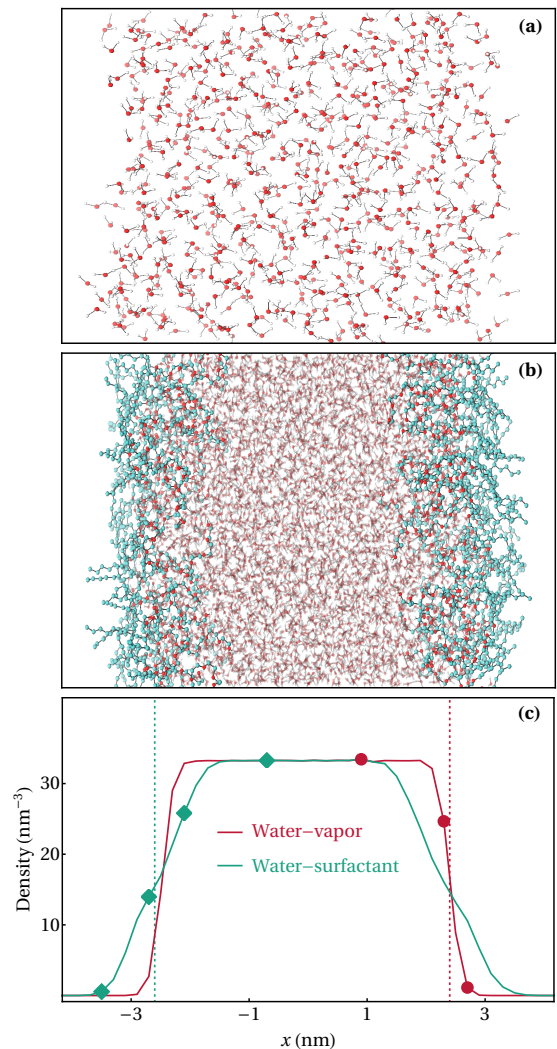 (a)
(b)
(c)
30
20
10
Density (nm⁻³)
Water–vapor
Water–surfactant
−3
−1
1
3
x (nm)